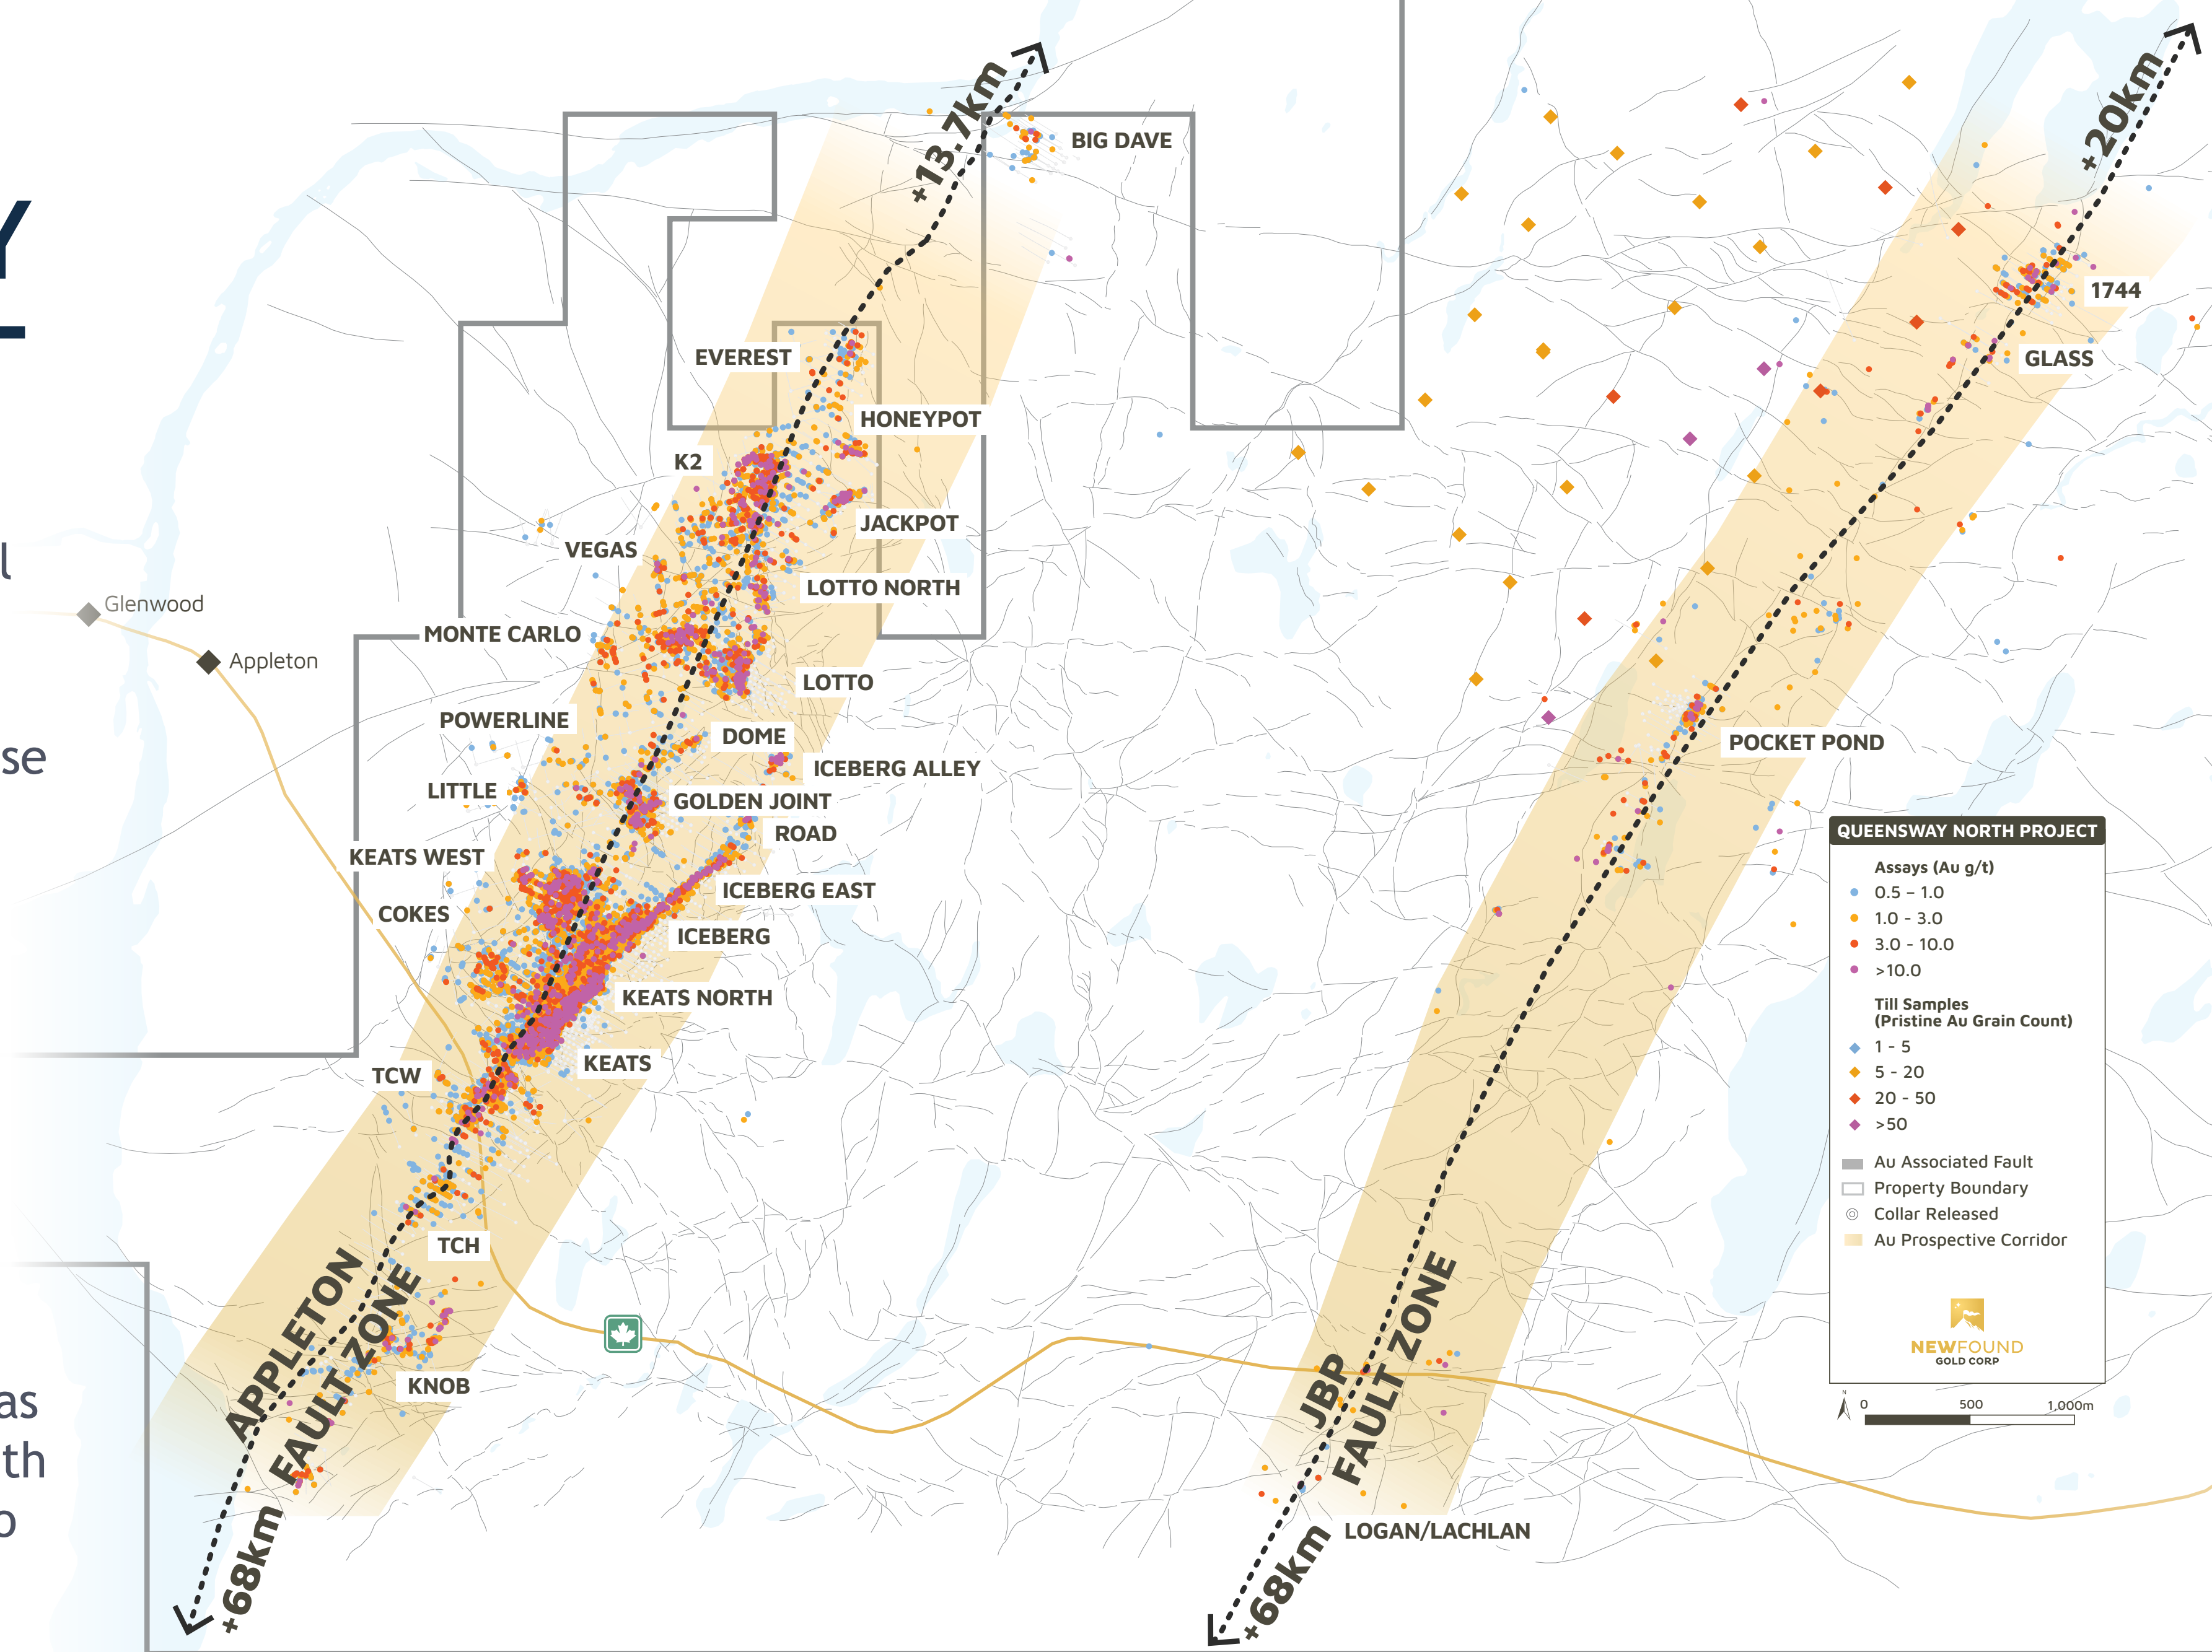 Y
L
l
se
as
th
o
+13.7km
BIG DAVE
+20km
1744
GLASS
EVEREST
HONEYPOT
K2
JACKPOT
VEGAS
LOTTO NORTH
Glenwood
MONTE CARLO
Appleton
LOTTO
POWERLINE
DOME
POCKET POND
ICEBERG ALLEY
LITTLE
GOLDEN JOINT
ROAD
KEATS WEST
ICEBERG EAST
COKES
ICEBERG
KEATS NORTH
KEATS
TCW
TCH
APPLETON
FAULT ZONE
KNOB
+68km
JBP
FAULT ZONE
LOGAN/LACHLAN
+68km
QUEENSWAY NORTH PROJECT
Assays (Au g/t)
0.5 – 1.0
1.0 - 3.0
3.0 - 10.0
>10.0
Till Samples
(Pristine Au Grain Count)
1 - 5
5 - 20
20 - 50
>50
Au Associated Fault
Property Boundary
Collar Released
Au Prospective Corridor
NEWFOUND
GOLD CORP
N
0 500 1,000m